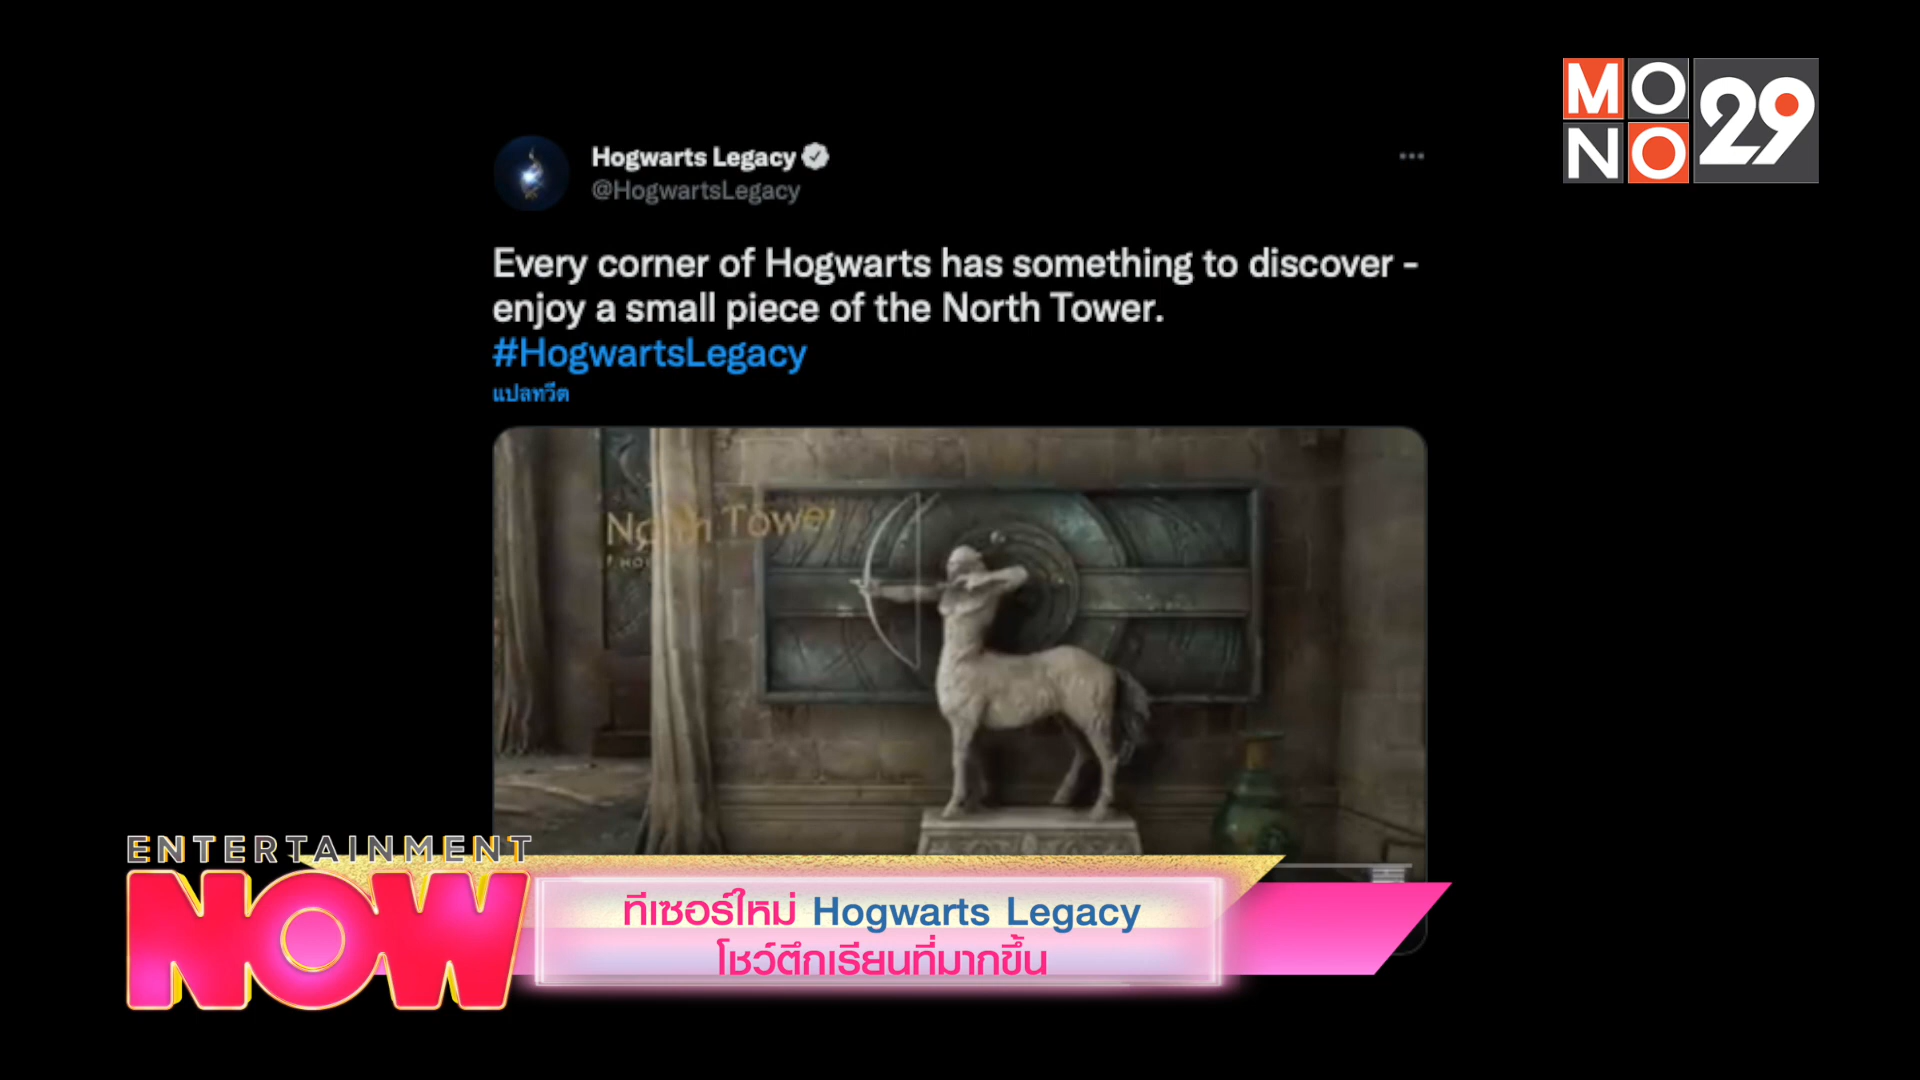 MO
NO
29
Hogwarts Legacy
@HogwartsLegacy
Every corner of Hogwarts has something to discover -
enjoy a small piece of the North Tower.
#HogwartsLegacy
แปลทวีต
North Tower
ENTERTAINMENT
NOW
ทีเซอร์ใหม่ Hogwarts Legacy
โชว์ตึกเรียนที่มากขึ้น